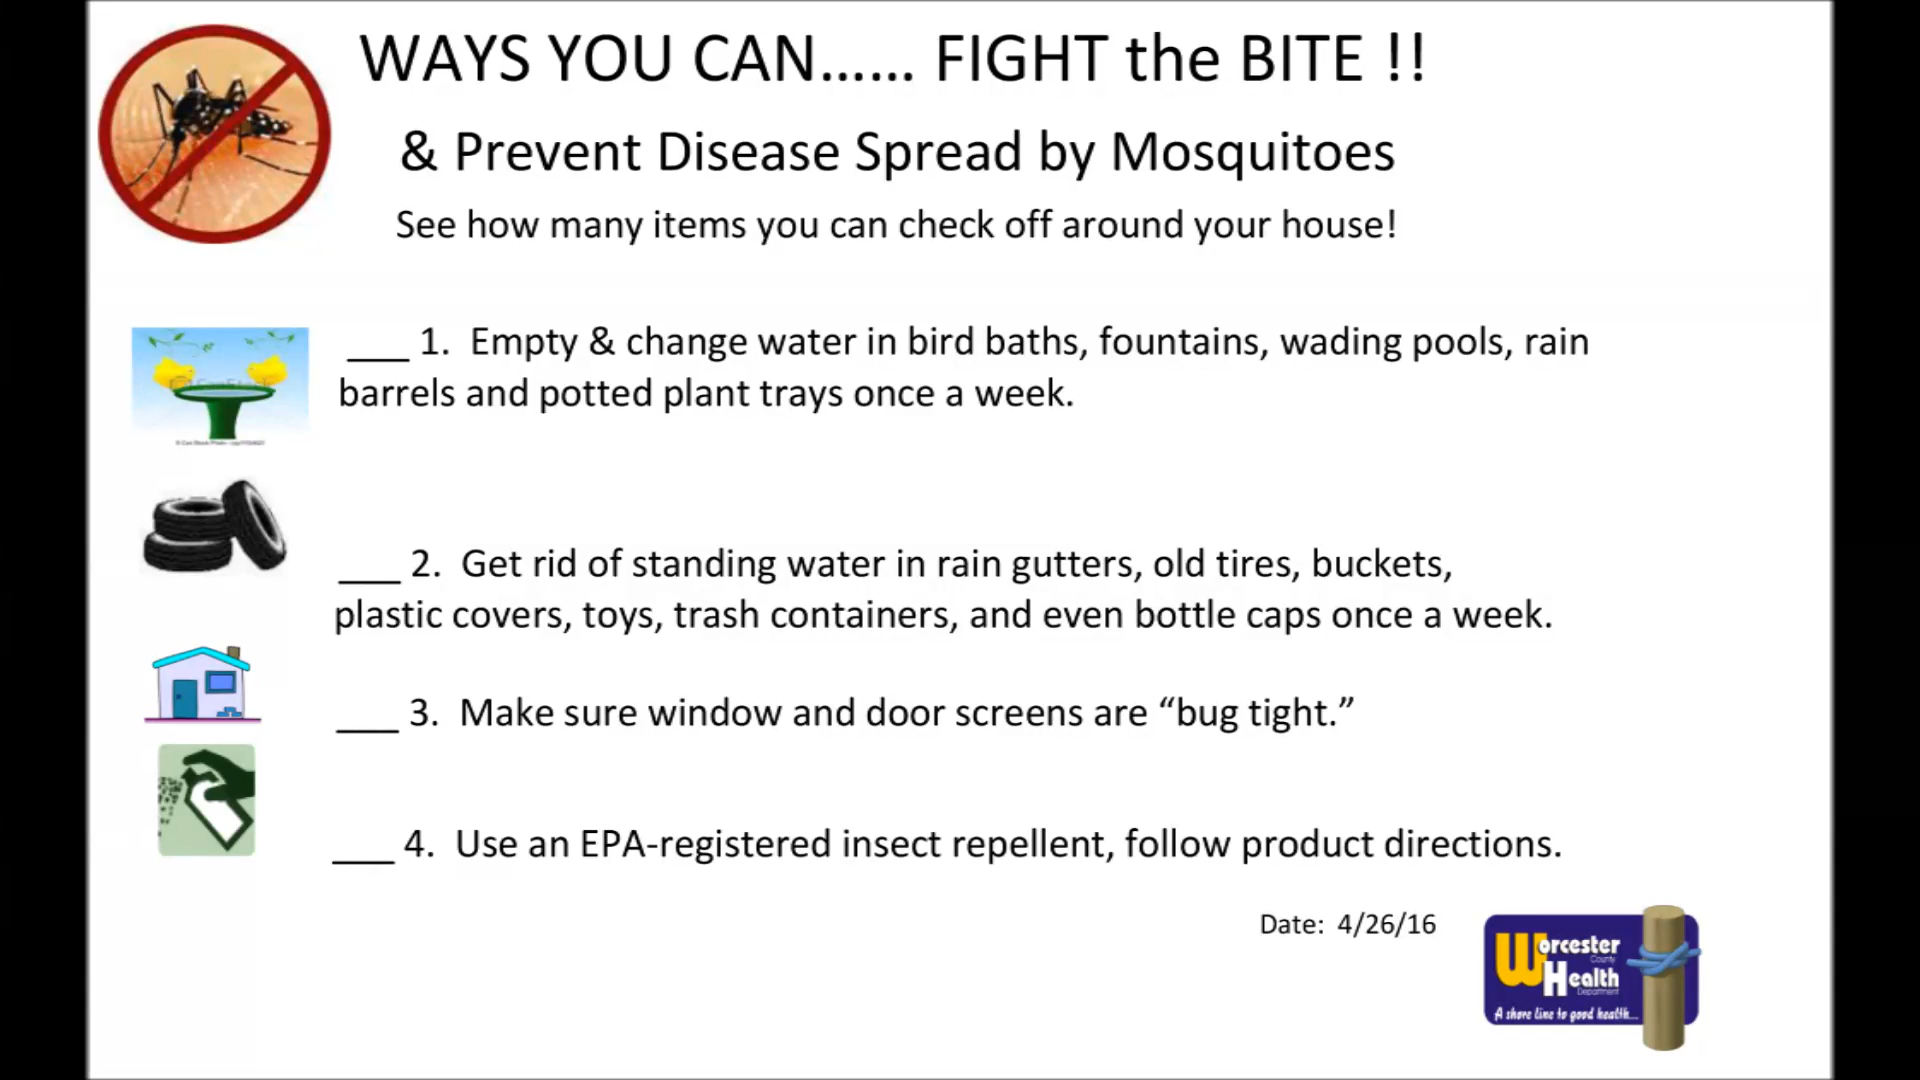 WAYS YOU CAN...... FIGHT the BITE !!
& Prevent Disease Spread by Mosquitoes
See how many items you can check off around your house!
___ 1. Empty & change water in bird baths, fountains, wading pools, rain
barrels and potted plant trays once a week.
___ 2. Get rid of standing water in rain gutters, old tires, buckets,
plastic covers, toys, trash containers, and even bottle caps once a week.
___ 3. Make sure window and door screens are “bug tight.”
___ 4. Use an EPA-registered insect repellent, follow product directions.
Date: 4/26/16
Worcester
County
Health
Department
A shore line to good health...